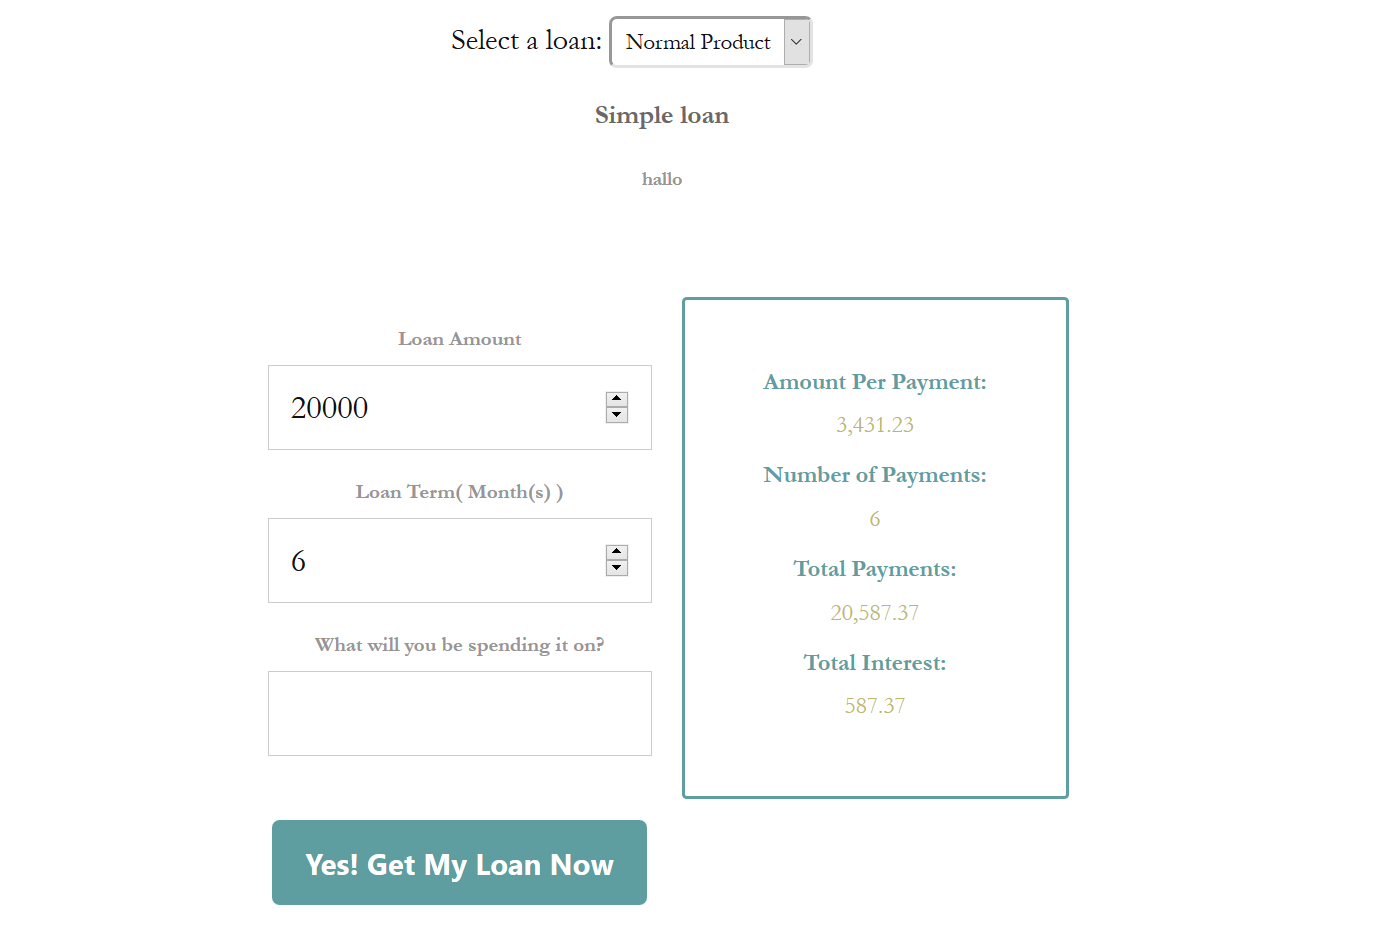 Select a loan: Normal Product
Simple loan
hallo
Loan Amount
20000
Loan Term( Month(s) )
6
What will you be spending it on?
Yes! Get My Loan Now
Amount Per Payment:
3,431.23
Number of Payments:
6
Total Payments:
20,587.37
Total Interest:
587.37